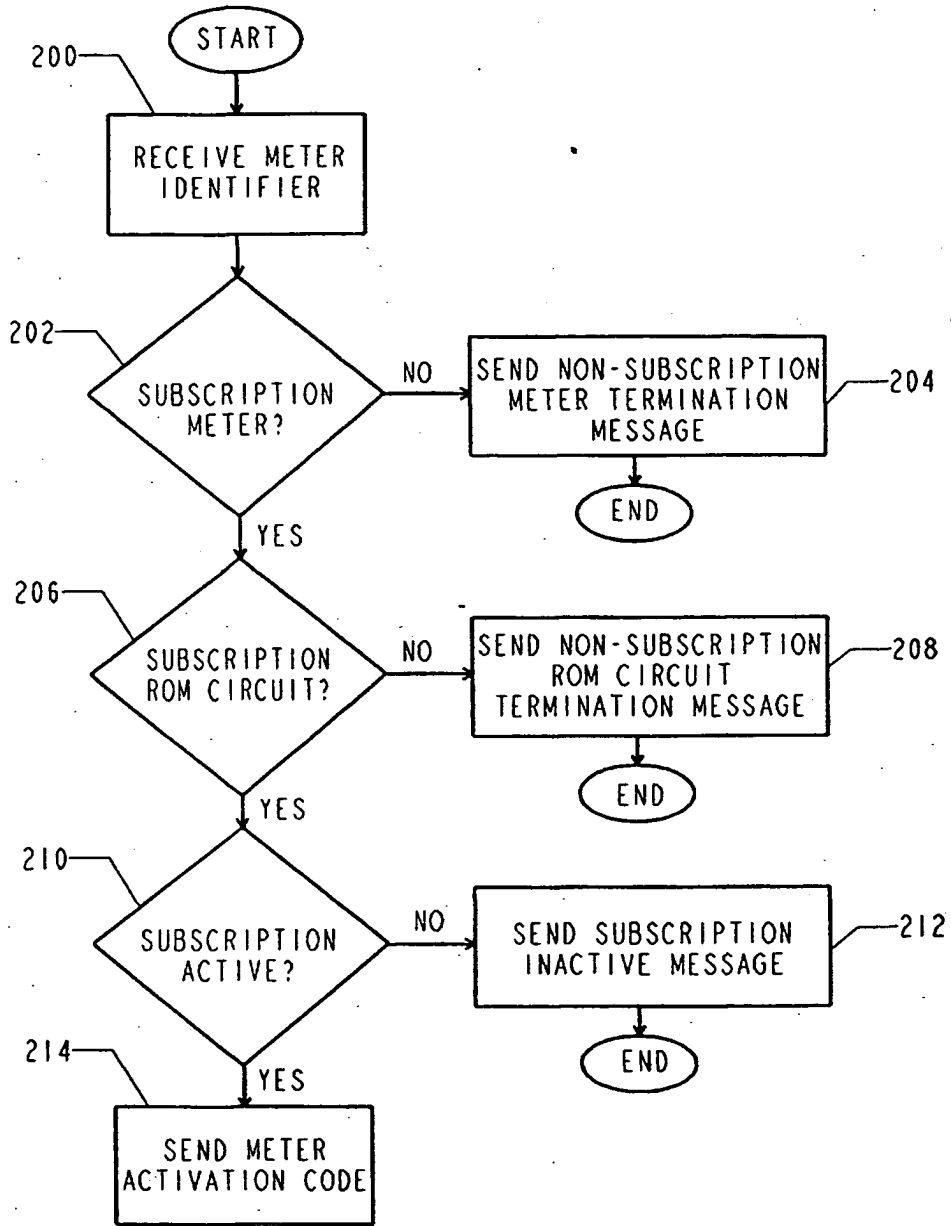 START
200
RECEIVE METER
IDENTIFIER
202
SUBSCRIPTION
METER?
NO
SEND NON-SUBSCRIPTION
METER TERMINATION
MESSAGE
204
END
YES
206
SUBSCRIPTION
ROM CIRCUIT?
NO
SEND NON-SUBSCRIPTION
ROM CIRCUIT
TERMINATION MESSAGE
208
END
YES
210
SUBSCRIPTION
ACTIVE?
NO
SEND SUBSCRIPTION
INACTIVE MESSAGE
212
END
YES
214
SEND METER
ACTIVATION CODE